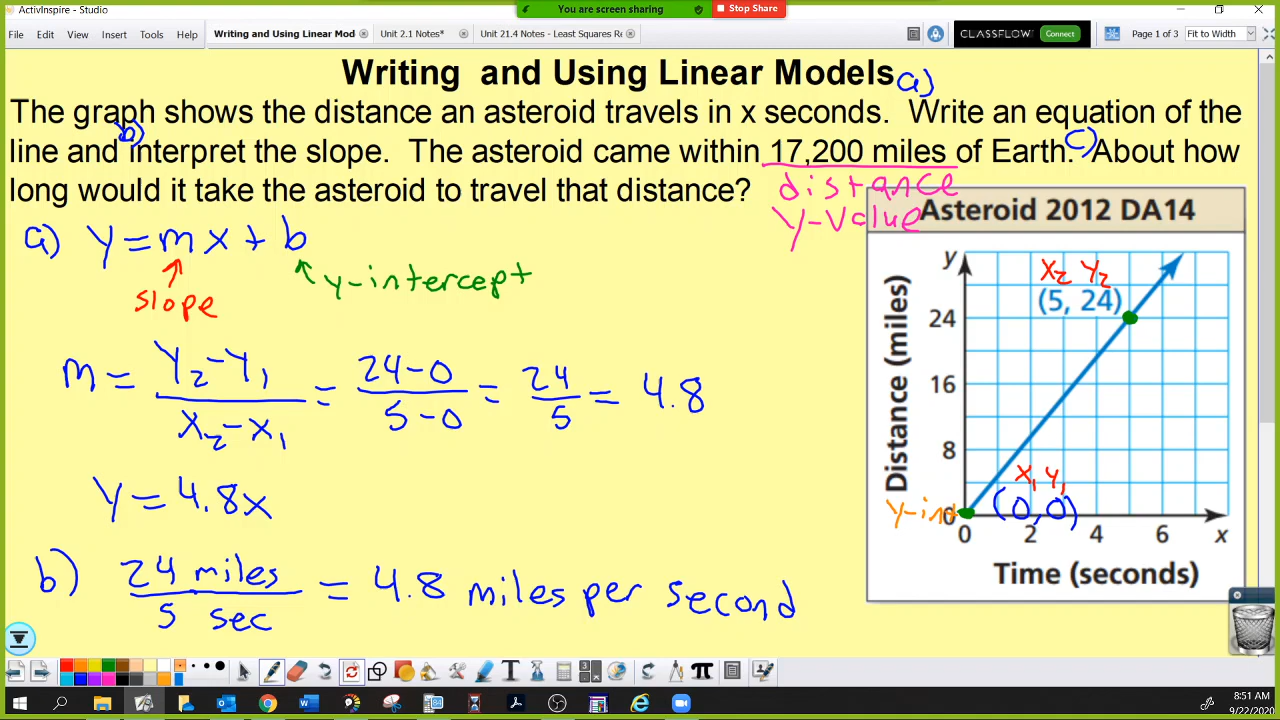 ActivInspire - Studio
You are screen sharing
Stop Share
File Edit View Insert Tools Help
Writing and Using Linear Mod
Unit 2.1 Notes*
Unit 21.4 Notes - Least Squares Re
CLASSFLOW Connect
Page 1 of 3
Fit to Width
Writing and Using Linear Models
a)
The graph shows the distance an asteroid travels in x seconds. Write an equation of the
b)
c)
line and interpret the slope. The asteroid came within 17,200 miles of Earth. About how
long would it take the asteroid to travel that distance?
distance
y-value
a) y = mx + b
slope
y-intercept
m = y2 - y1 / x2 - x1 = 24 - 0 / 5 - 0 = 24 / 5 = 4.8
y = 4.8x
b) 24 miles / 5 sec = 4.8 miles per second
Asteroid 2012 DA14
y
x2 y2
(5, 24)
24
16
8
0
Distance (miles)
x1 y1
(0,0)
y-int
0 2 4 6 x
Time (seconds)
8:51 AM
9/22/2020